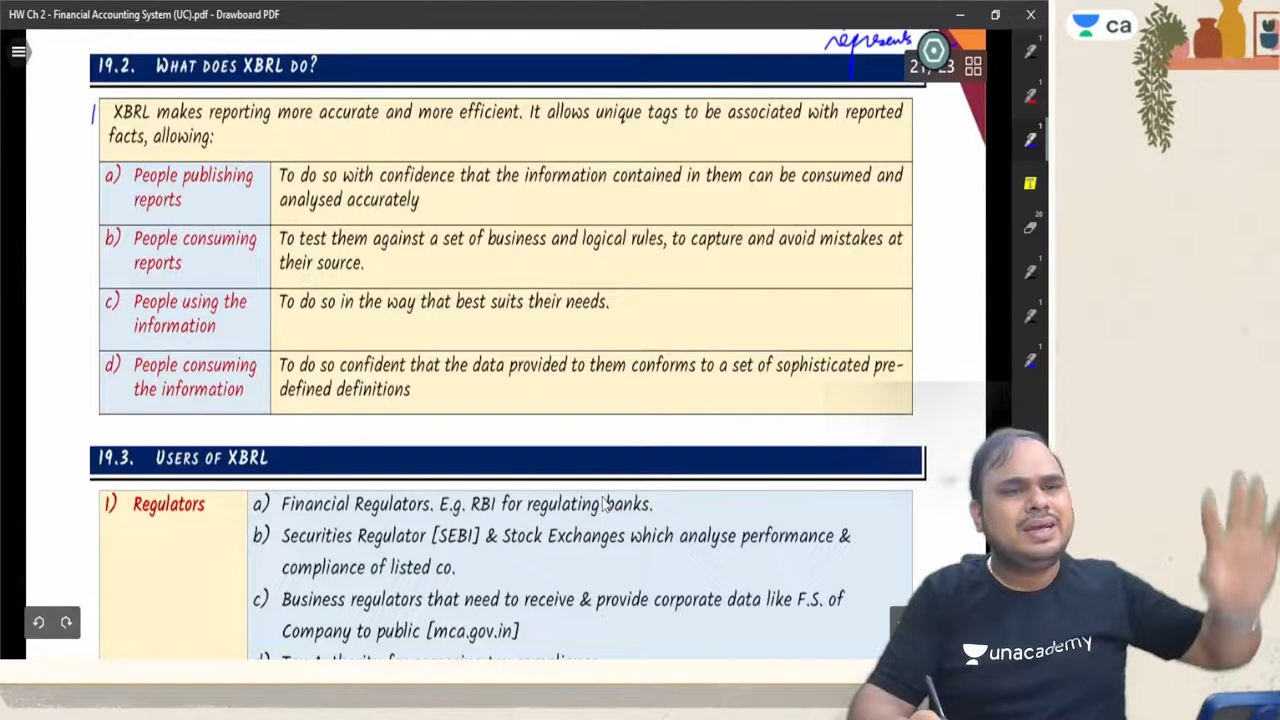 HW Ch 2 - Financial Accounting System (UC).pdf - Drawboard PDF
ca
represents
19.2. WHAT DOES XBRL DO?
XBRL makes reporting more accurate and more efficient. It allows unique tags to be associated with reported
facts, allowing:
a) People publishing
reports
To do so with confidence that the information contained in them can be consumed and
analysed accurately
b) People consuming
reports
To test them against a set of business and logical rules, to capture and avoid mistakes at
their source.
c) People using the
information
To do so in the way that best suits their needs.
d) People consuming
the information
To do so confident that the data provided to them conforms to a set of sophisticated pre-
defined definitions
19.3. USERS OF XBRL
1) Regulators
a) Financial Regulators. E.g. RBI for regulating banks.
b) Securities Regulator [SEBI] & Stock Exchanges which analyse performance &
compliance of listed co.
c) Business regulators that need to receive & provide corporate data like F.S. of
Company to public [mca.gov.in]
unacademy